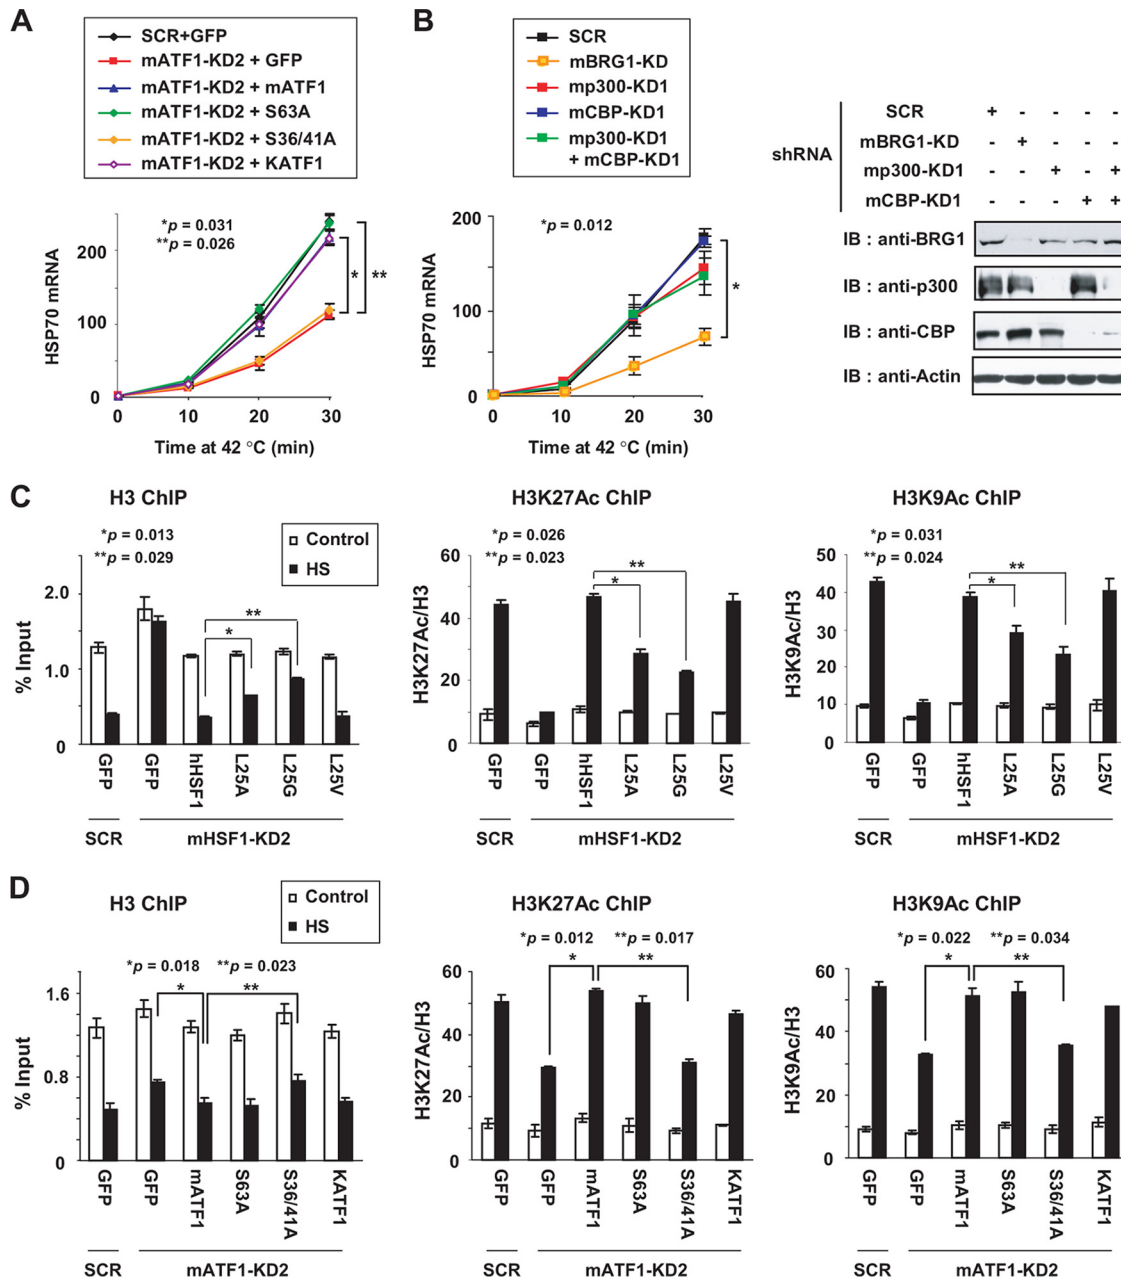 A
SCR+GFP
mATF1-KD2 + GFP
mATF1-KD2 + mATF1
mATF1-KD2 + S63A
mATF1-KD2 + S36/41A
mATF1-KD2 + KATF1
*p = 0.031
**p = 0.026
HSP70 mRNA
200
100
0
* **
0 10 20 30
Time at 42 °C (min)
B
SCR
mBRG1-KD
mp300-KD1
mCBP-KD1
mp300-KD1
+ mCBP-KD1
*p = 0.012
HSP70 mRNA
200
100
0
*
0 10 20 30
Time at 42 °C (min)
shRNA
SCR + - - - -
mBRG1-KD - + - - -
mp300-KD1 - - + - +
mCBP-KD1 - - - + +
IB : anti-BRG1
IB : anti-p300
IB : anti-CBP
IB : anti-Actin
C
H3 ChIP
*p = 0.013
**p = 0.029
Control
HS
% Input
2.0
1.0
0
* **
GFP GFP hHSF1 L25A L25G L25V
SCR mHSF1-KD2
H3K27Ac ChIP
*p = 0.026
**p = 0.023
H3K27Ac/H3
60
40
20
0
* **
GFP GFP hHSF1 L25A L25G L25V
SCR mHSF1-KD2
H3K9Ac ChIP
*p = 0.031
**p = 0.024
H3K9Ac/H3
50
40
30
20
10
0
* **
GFP GFP hHSF1 L25A L25G L25V
SCR mHSF1-KD2
D
H3 ChIP
Control
HS
*p = 0.018 **p = 0.023
% Input
1.6
0.8
0
* **
GFP GFP mATF1 S63A S36/41A KATF1
SCR mATF1-KD2
H3K27Ac ChIP
*p = 0.012 **p = 0.017
H3K27Ac/H3
60
40
20
0
* **
GFP GFP mATF1 S63A S36/41A KATF1
SCR mATF1-KD2
H3K9Ac ChIP
*p = 0.022 **p = 0.034
H3K9Ac/H3
60
40
20
0
* **
GFP GFP mATF1 S63A S36/41A KATF1
SCR mATF1-KD2